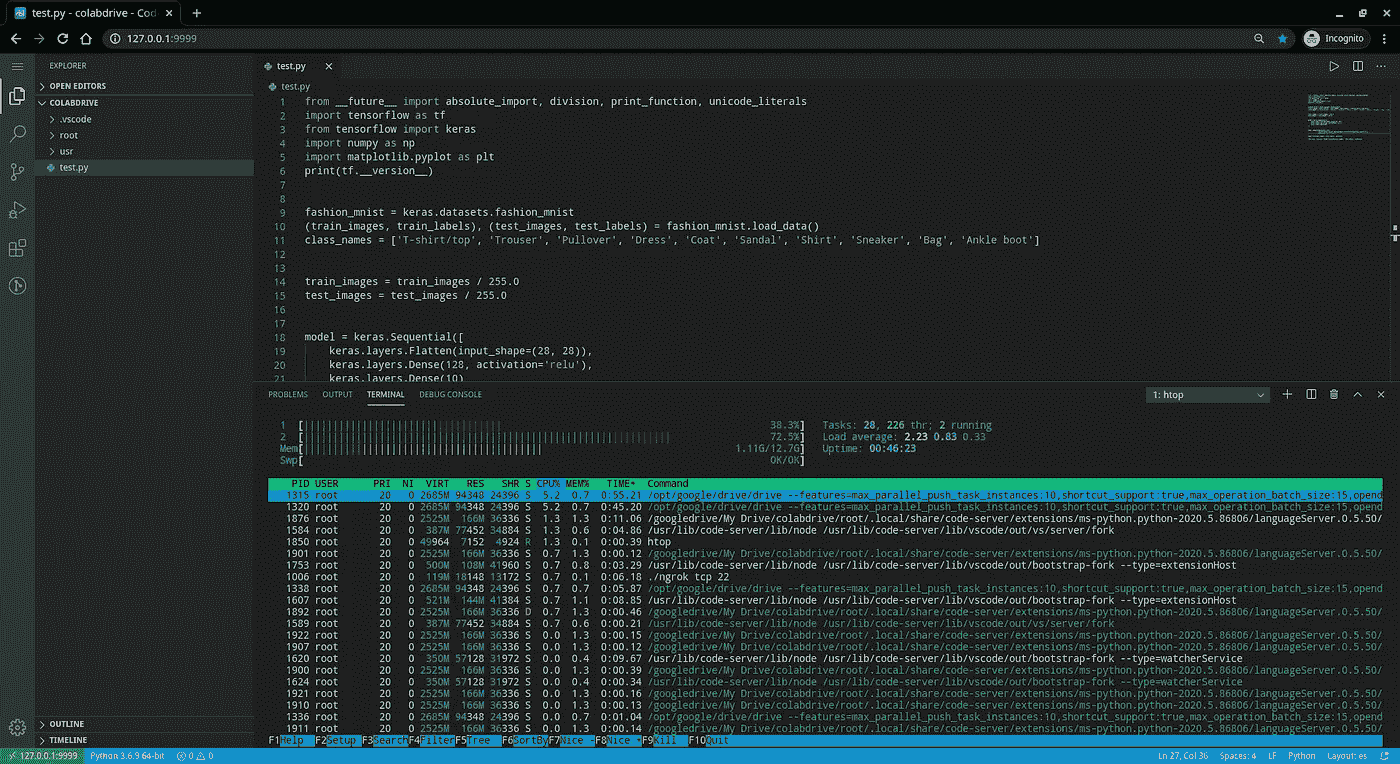 test.py - colabdrive - Cod
127.0.0.1:9999
Incognito
EXPLORER
OPEN EDITORS
COLABDRIVE
.vscode
root
usr
test.py
OUTLINE
TIMELINE
test.py
test.py
1 from __future__ import absolute_import, division, print_function, unicode_literals
2 import tensorflow as tf
3 from tensorflow import keras
4 import numpy as np
5 import matplotlib.pyplot as plt
6 print(tf.__version__)
7
8
9 fashion_mnist = keras.datasets.fashion_mnist
10 (train_images, train_labels), (test_images, test_labels) = fashion_mnist.load_data()
11 class_names = ['T-shirt/top', 'Trouser', 'Pullover', 'Dress', 'Coat', 'Sandal', 'Shirt', 'Sneaker', 'Bag', 'Ankle boot']
12
13
14 train_images = train_images / 255.0
15 test_images = test_images / 255.0
16
17
18 model = keras.Sequential([
19 keras.layers.Flatten(input_shape=(28, 28)),
20 keras.layers.Dense(128, activation='relu'),
21 keras.layers.Dense(10)
PROBLEMS OUTPUT TERMINAL DEBUG CONSOLE 1: htop
1 [ 38.3%] Tasks: 28, 226 thr; 2 running
2 [ 72.5%] Load average: 2.23 0.83 0.33
Mem[ 1.11G/12.7G] Uptime: 00:46:23
Swp[ 0K/0K]
PID USER PRI NI VIRT RES SHR S CPU% MEM% TIME+ Command
1315 root 20 0 2685M 94348 24396 S 5.2 0.7 0:55.21 /opt/google/drive/drive --features=max_parallel_push_task_instances:10,shortcut_support:true,max_operation_batch_size:15,opend
1320 root 20 0 2685M 94348 24396 S 5.2 0.7 0:45.20 /opt/google/drive/drive --features=max_parallel_push_task_instances:10,shortcut_support:true,max_operation_batch_size:15,opend
1876 root 20 0 2525M 166M 36336 S 1.3 1.3 0:11.06 /googledrive/My Drive/colabdrive/root/.local/share/code-server/extensions/ms-python.python-2020.5.86806/languageServer.0.5.50/
1584 root 20 0 387M 77452 34884 S 1.3 0.6 0:04.86 /usr/lib/code-server/lib/node /usr/lib/code-server/lib/vscode/out/vs/server/fork
1850 root 20 0 49964 7152 4924 R 1.3 0.1 0:00.39 htop
1901 root 20 0 2525M 166M 36336 S 0.7 1.3 0:00.12 /googledrive/My Drive/colabdrive/root/.local/share/code-server/extensions/ms-python.python-2020.5.86806/languageServer.0.5.50/
1753 root 20 0 500M 108M 41960 S 0.7 0.8 0:03.29 /usr/lib/code-server/lib/node /usr/lib/code-server/lib/vscode/out/bootstrap-fork --type=extensionHost
1006 root 20 0 119M 18148 13172 S 0.7 0.1 0:06.18 ./ngrok tcp 22
1338 root 20 0 2685M 94348 24396 S 0.7 0.7 0:05.87 /opt/google/drive/drive --features=max_parallel_push_task_instances:10,shortcut_support:true,max_operation_batch_size:15,opend
1607 root 20 0 521M 144M 41384 S 0.7 1.1 0:08.85 /usr/lib/code-server/lib/node /usr/lib/code-server/lib/vscode/out/bootstrap-fork --type=extensionHost
1892 root 20 0 2525M 166M 36336 D 0.7 1.3 0:00.46 /googledrive/My Drive/colabdrive/root/.local/share/code-server/extensions/ms-python.python-2020.5.86806/languageServer.0.5.50/
1589 root 20 0 387M 77452 34884 S 0.7 0.6 0:00.21 /usr/lib/code-server/lib/node /usr/lib/code-server/lib/vscode/out/vs/server/fork
1922 root 20 0 2525M 166M 36336 S 0.0 1.3 0:00.15 /googledrive/My Drive/colabdrive/root/.local/share/code-server/extensions/ms-python.python-2020.5.86806/languageServer.0.5.50/
1907 root 20 0 2525M 166M 36336 S 0.0 1.3 0:00.12 /googledrive/My Drive/colabdrive/root/.local/share/code-server/extensions/ms-python.python-2020.5.86806/languageServer.0.5.50/
1620 root 20 0 350M 57128 31972 S 0.0 0.4 0:09.67 /usr/lib/code-server/lib/node /usr/lib/code-server/lib/vscode/out/bootstrap-fork --type=watcherService
1900 root 20 0 2525M 166M 36336 S 0.0 1.3 0:00.39 /googledrive/My Drive/colabdrive/root/.local/share/code-server/extensions/ms-python.python-2020.5.86806/languageServer.0.5.50/
1624 root 20 0 350M 57128 31972 S 0.0 0.4 0:00.34 /usr/lib/code-server/lib/node /usr/lib/code-server/lib/vscode/out/bootstrap-fork --type=watcherService
1921 root 20 0 2525M 166M 36336 S 0.0 1.3 0:00.16 /googledrive/My Drive/colabdrive/root/.local/share/code-server/extensions/ms-python.python-2020.5.86806/languageServer.0.5.50/
1910 root 20 0 2525M 166M 36336 S 0.0 1.3 0:00.13 /googledrive/My Drive/colabdrive/root/.local/share/code-server/extensions/ms-python.python-2020.5.86806/languageServer.0.5.50/
1336 root 20 0 2685M 94348 24396 S 0.0 0.7 0:01.04 /opt/google/drive/drive --features=max_parallel_push_task_instances:10,shortcut_support:true,max_operation_batch_size:15,opend
1911 root 20 0 2525M 166M 36336 S 0.0 1.3 0:00.14 /googledrive/My Drive/colabdrive/root/.local/share/code-server/extensions/ms-python.python-2020.5.86806/languageServer.0.5.50/
F1Help F2Setup F3SearchF4FilterF5Tree F6SortByF7Nice -F8Nice +F9Kill F10Quit
127.0.0.1:9999 Python 3.6.9 64-bit 0 0 Ln 27, Col 36 Spaces: 4 LF Python Layout: es